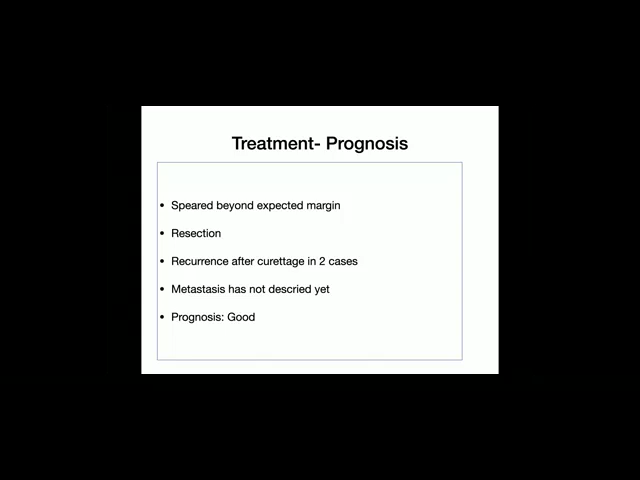 Treatment- Prognosis
• Speared beyond expected margin
• Resection
• Recurrence after curettage in 2 cases
• Metastasis has not descried yet
• Prognosis: Good